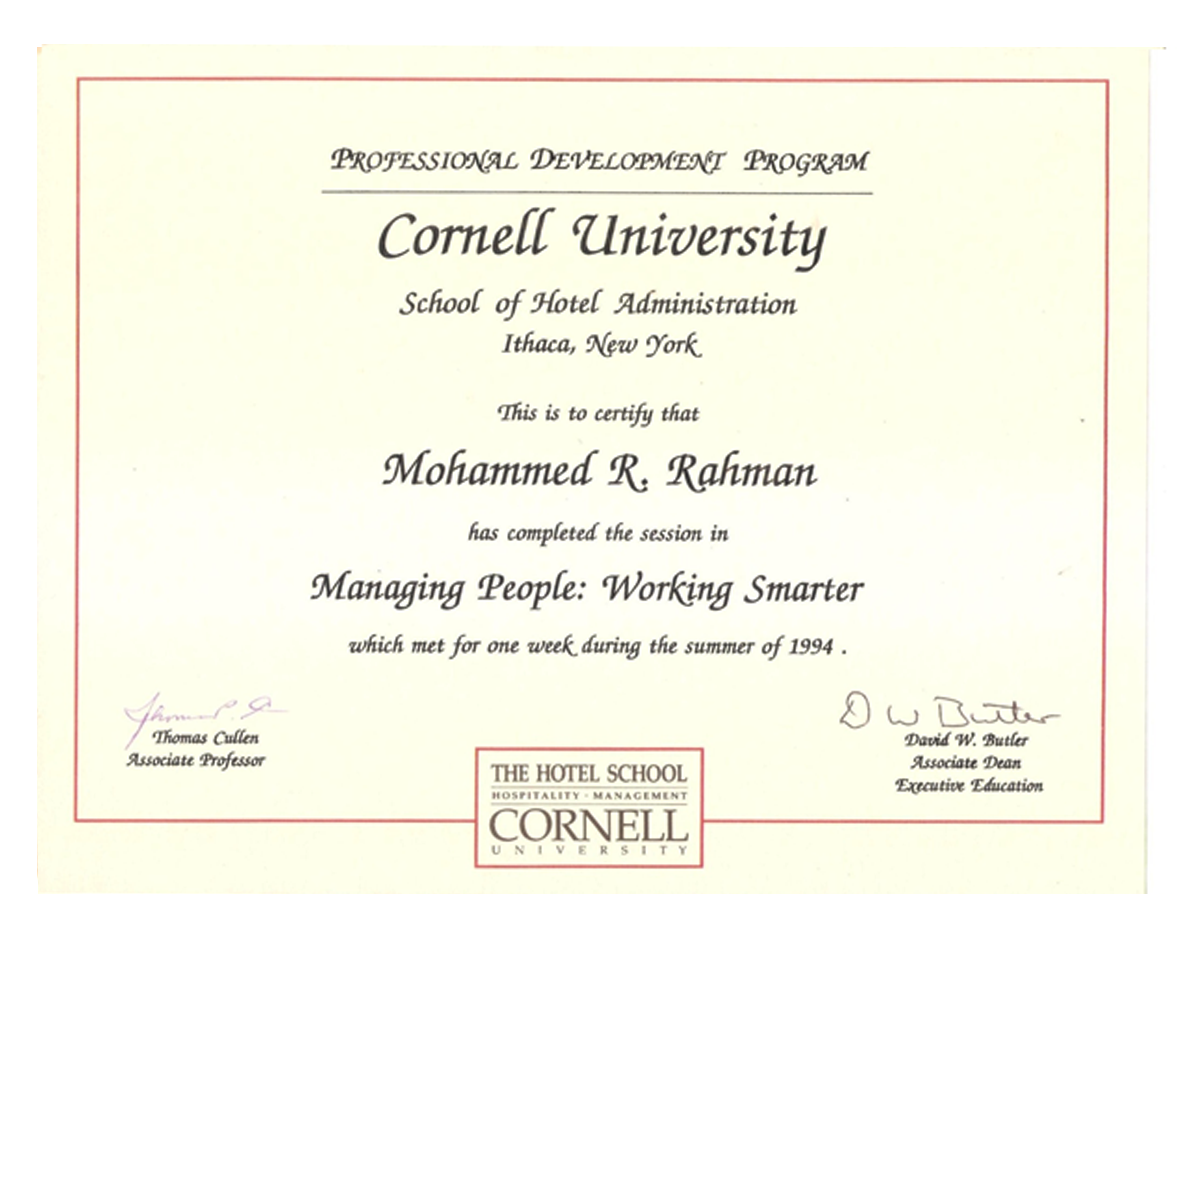 PROFESSIONAL DEVELOPMENT PROGRAM
Cornell University
School of Hotel Administration
Ithaca, New York
This is to certify that
Mohammed R. Rahman
has completed the session in
Managing People: Working Smarter
which met for one week during the summer of 1994 .
Thomas Cullen
Associate Professor
D W Butler
David W. Butler
Associate Dean
Executive Education
THE HOTEL SCHOOL
HOSPITALITY · MANAGEMENT
CORNELL
UNIVERSITY